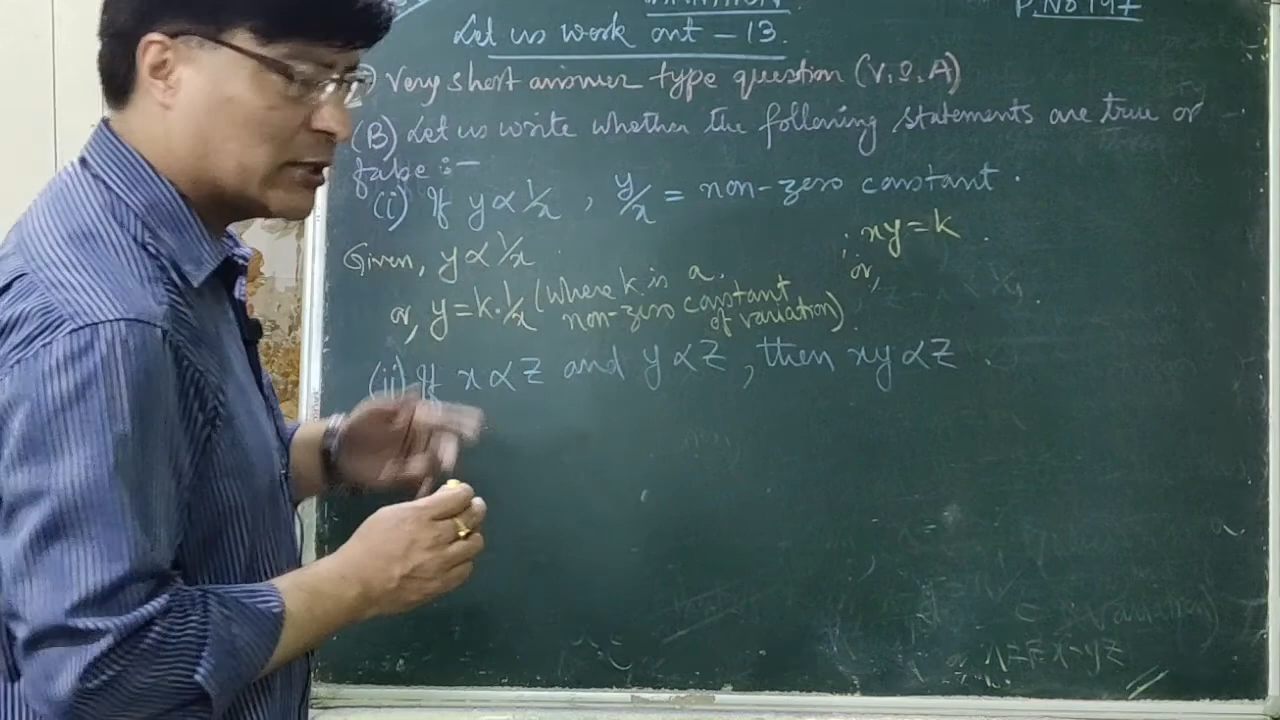 P.No 197
Let us work out - 13.
Very short answer type question (V.S.A)
(B) Let us write whether the following statements are true or
false :-
(i) If y ∝ 1/x , y/x = non-zero constant .
Given, y ∝ 1/x .
or, y = k.1/x (where k is a non-zero constant of variation).
or, xy = k .
(ii) If x ∝ z and y ∝ z , then xy ∝ z .